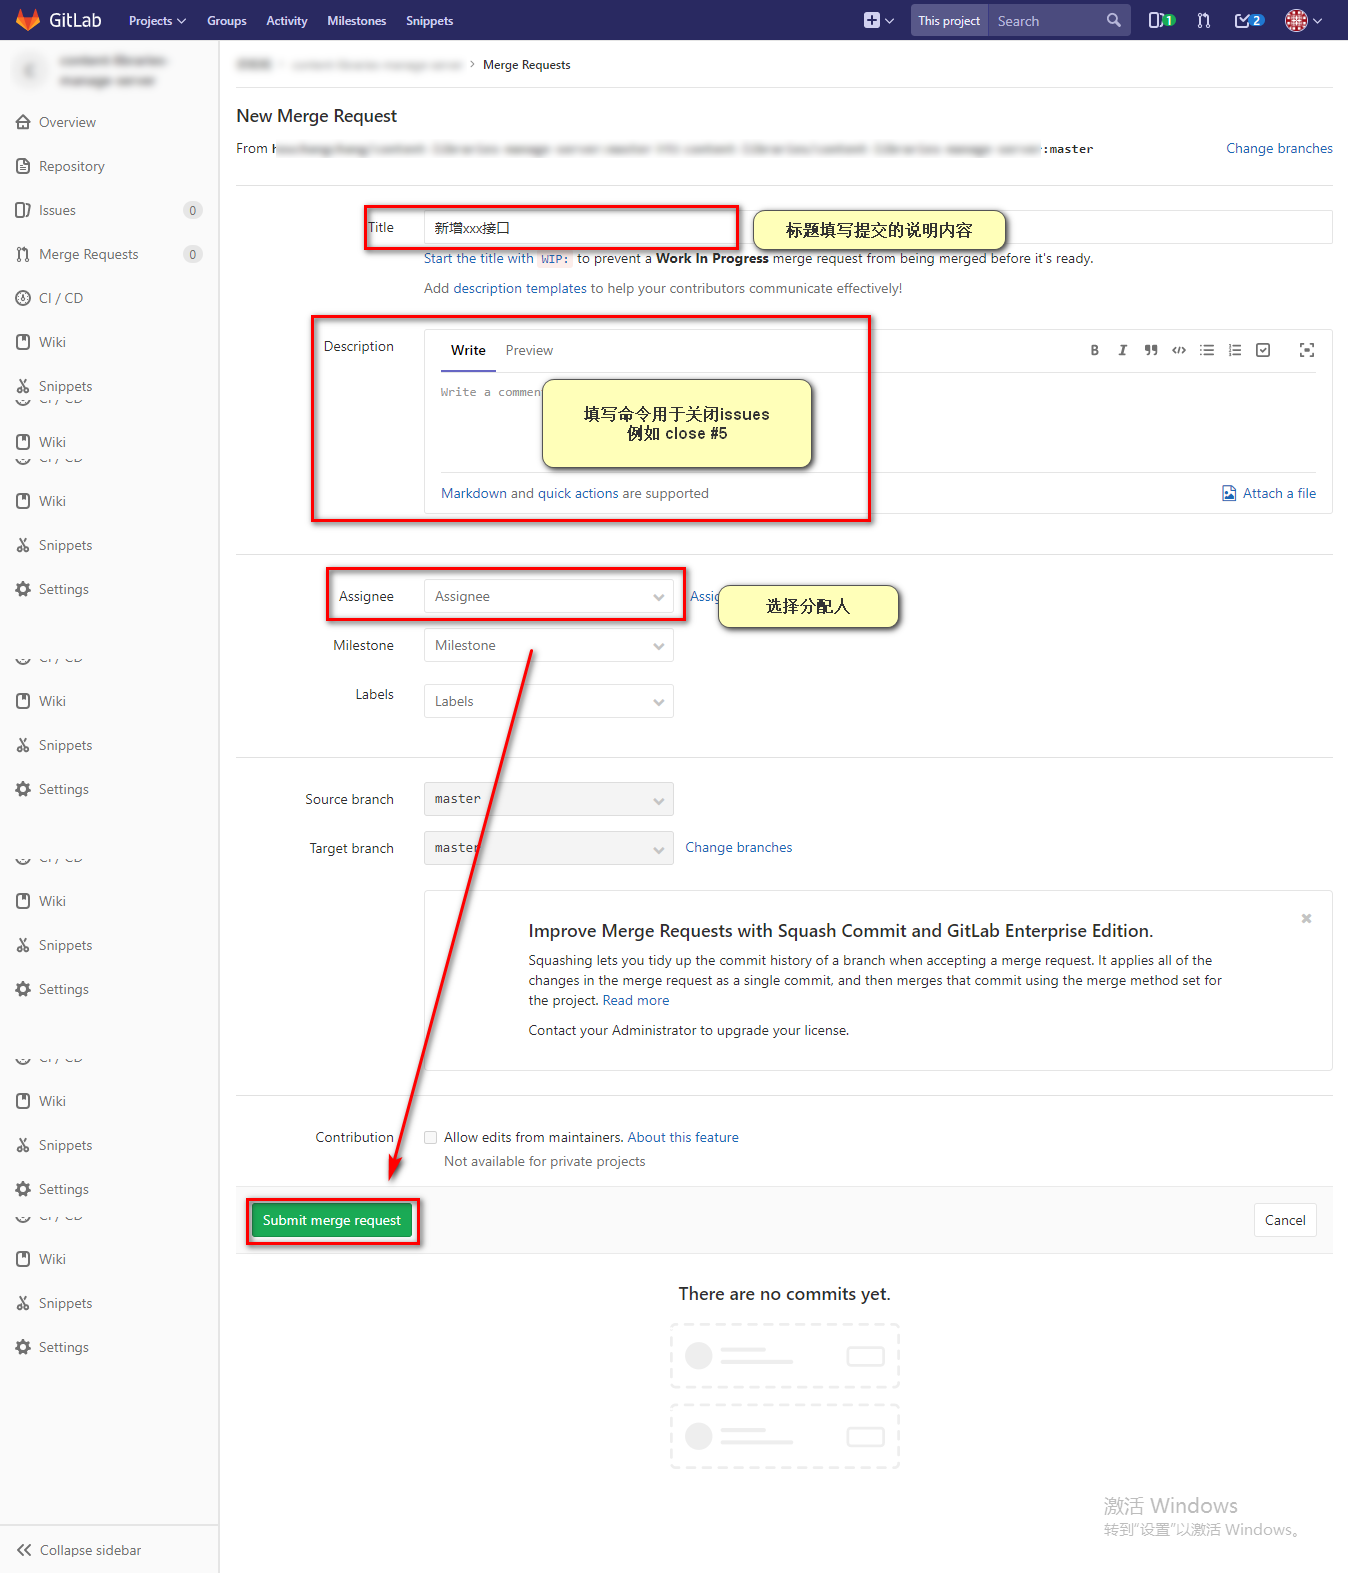 GitLab Projects Groups Activity Milestones Snippets This project Search 1 2
Merge Requests
New Merge Request
From :master Change branches
Overview
Repository
Issues 0
Merge Requests 0
CI / CD
Wiki
Snippets
CI / CD
Wiki
CI / CD
Wiki
Snippets
Settings
CI / CD
Wiki
Snippets
Settings
CI / CD
Wiki
Snippets
Settings
CI / CD
Wiki
Snippets
Settings
CI / CD
Wiki
Snippets
Settings
Collapse sidebar
Title 新增xxx接口 标题填写提交的说明内容
Start the title with WIP: to prevent a Work In Progress merge request from being merged before it's ready.
Add description templates to help your contributors communicate effectively!
Description Write Preview
Write a commen
填写命令用于关闭issues
例如 close #5
Markdown and quick actions are supported Attach a file
Assignee Assignee Assig 选择分配人
Milestone Milestone
Labels Labels
Source branch master
Target branch master Change branches
Improve Merge Requests with Squash Commit and GitLab Enterprise Edition.
Squashing lets you tidy up the commit history of a branch when accepting a merge request. It applies all of the
changes in the merge request as a single commit, and then merges that commit using the merge method set for
the project. Read more
Contact your Administrator to upgrade your license.
Contribution Allow edits from maintainers. About this feature
Not available for private projects
Submit merge request Cancel
There are no commits yet.
激活 Windows
转到"设置"以激活 Windows。